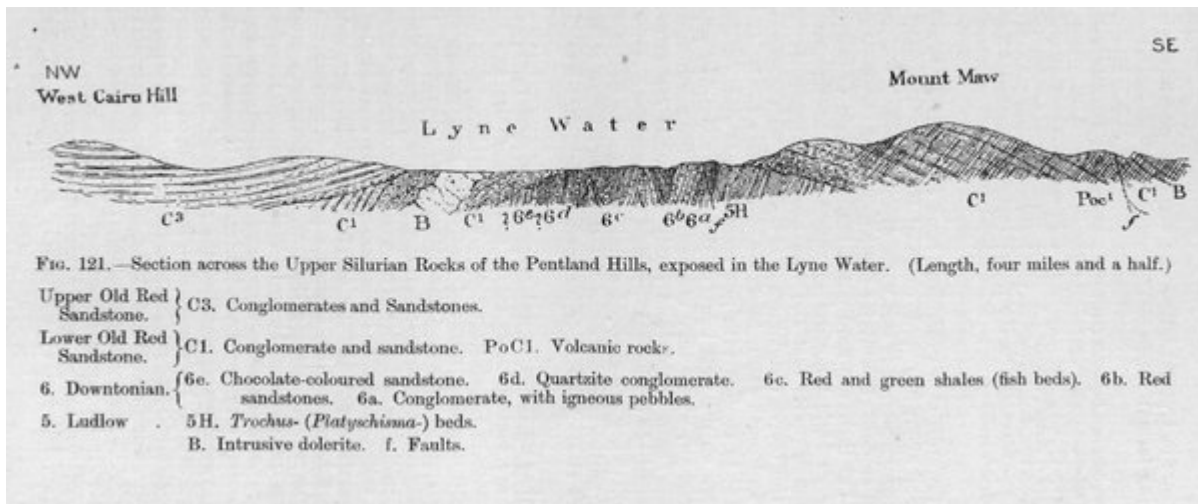 NW
SE
West Cairn Hill
Mount Maw
Lyne Water
C3
C1
B
C1
?6e?6d
6c
6b6a
f
5H
C1
Poc1
f
C1
B
FIG. 121.—Section across the Upper Silurian Rocks of the Pentland Hills, exposed in the Lyne Water. (Length, four miles and a half.)
Upper Old Red Sandstone. C3. Conglomerates and Sandstones.
Lower Old Red Sandstone. C1. Conglomerate and sandstone. PoC1. Volcanic rocks.
6. Downtonian. 6e. Chocolate-coloured sandstone. 6d. Quartzite conglomerate. 6c. Red and green shales (fish beds). 6b. Red
sandstones. 6a. Conglomerate, with igneous pebbles.
5. Ludlow . 5H. Trochus- (Platyschisma-) beds.
B. Intrusive dolerite. f. Faults.